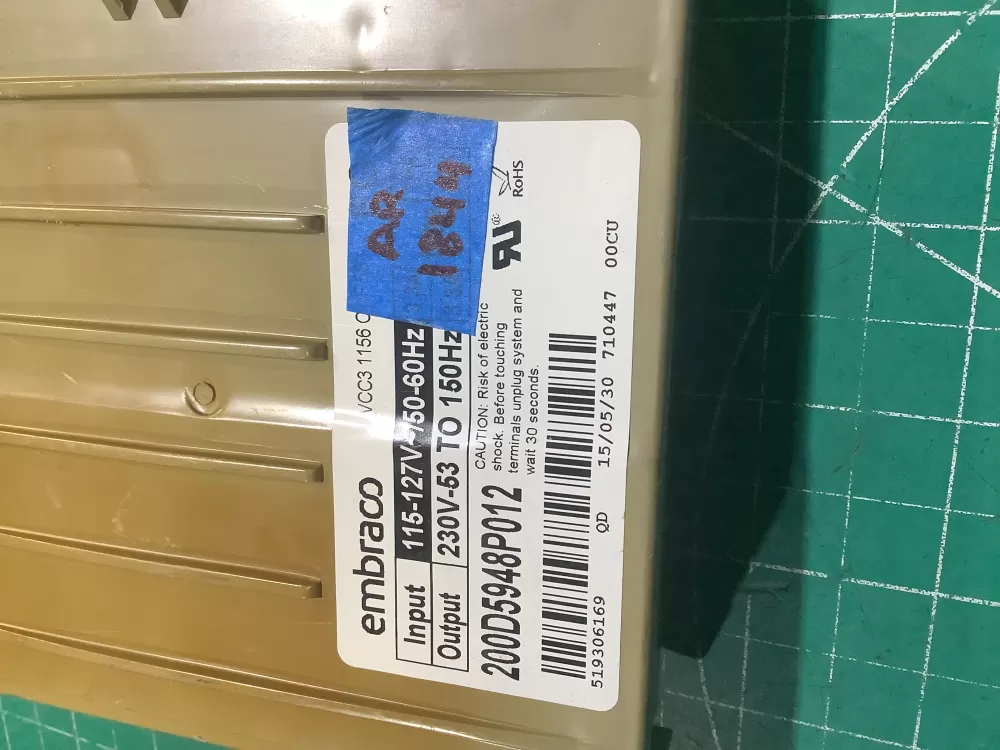 embraco
VCC3 1156
Input 115-127V~/50-60Hz
Output 230V-53 TO 150Hz
AR
1844
200D5948P012
CAUTION: Risk of electric
shock. Before touching
terminals unplug system and
wait 30 seconds.
RU®
RoHS
519306169 QD 15/05/30 710447 00CU